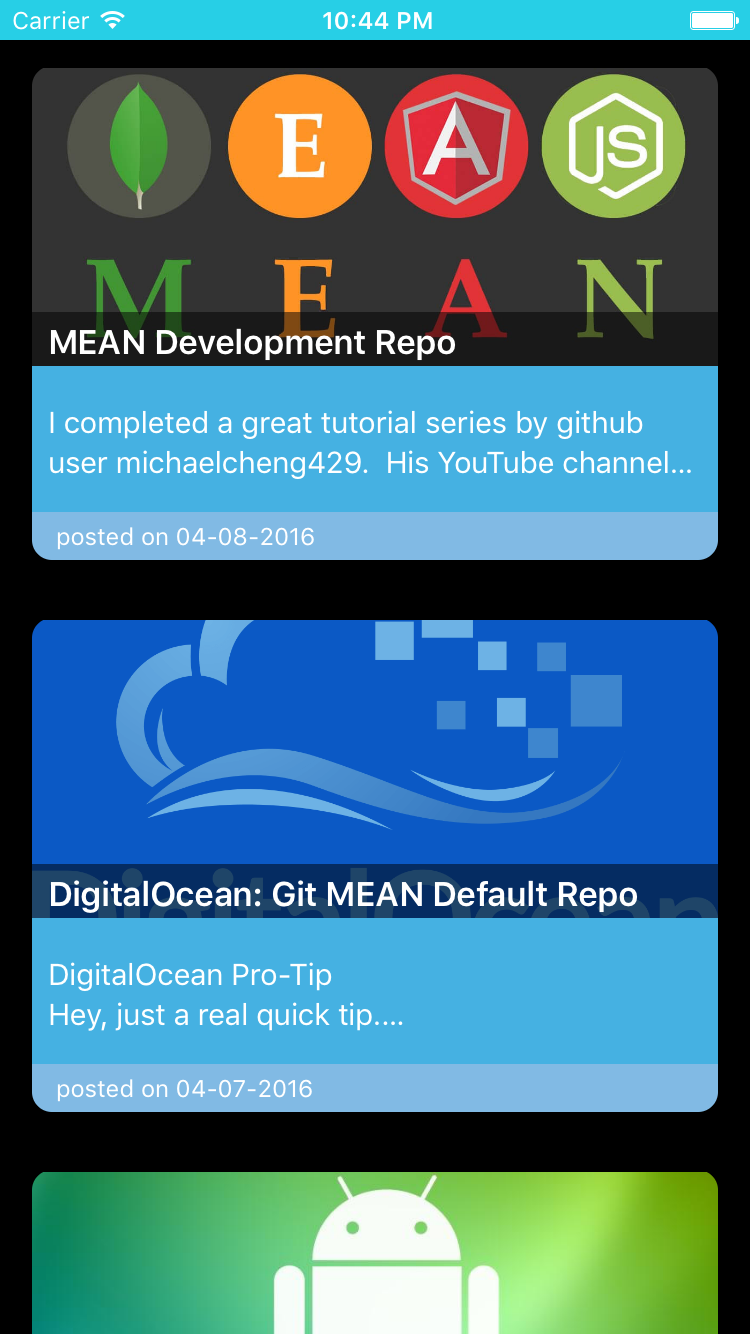 Carrier 10:44 PM
E A JS
M E A N
MEAN Development Repo
I completed a great tutorial series by github
user michaelcheng429.  His YouTube channel...
posted on 04-08-2016
DigitalOcean
DigitalOcean: Git MEAN Default Repo
DigitalOcean Pro-Tip
Hey, just a real quick tip....
posted on 04-07-2016